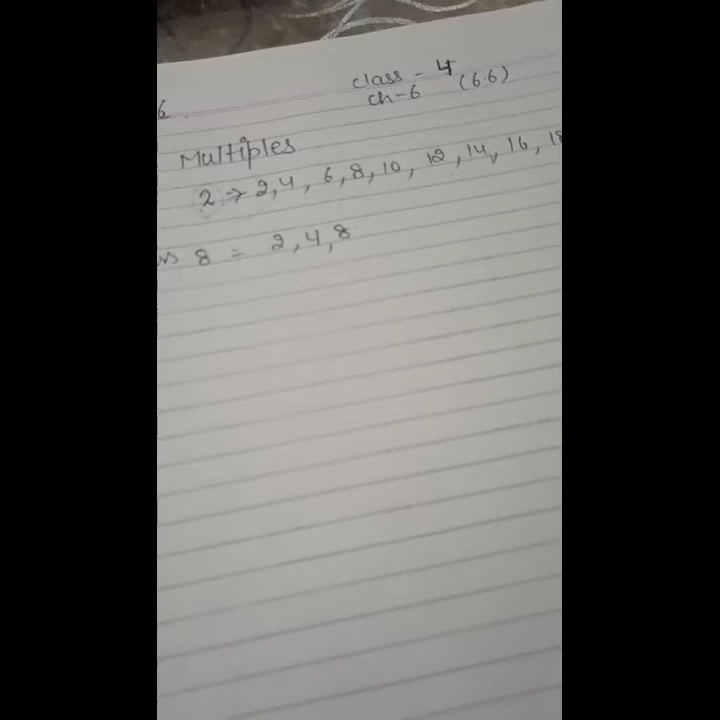 class - 4
6
ch-6 (6.6)
Multiples
2 → 2, 4, 6, 8, 10, 12, 14, 16, 18
8 = 2, 4, 8